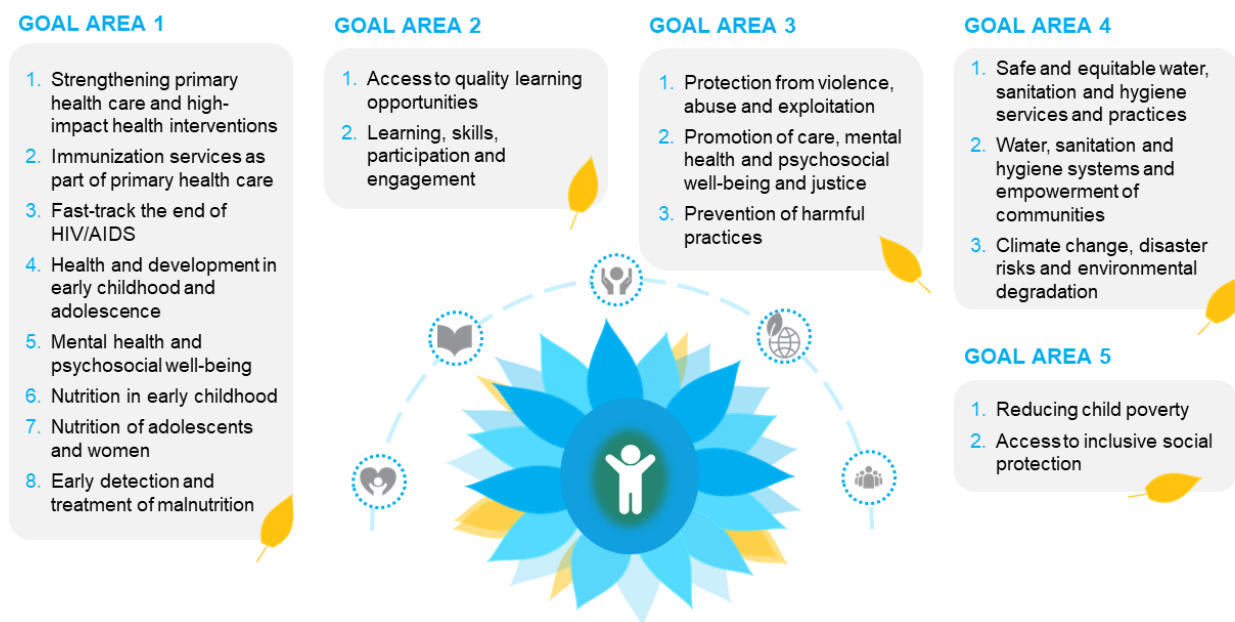 GOAL AREA 1
1. Strengthening primary
health care and high-
impact health interventions
2. Immunization services as
part of primary health care
3. Fast-track the end of
HIV/AIDS
4. Health and development in
early childhood and
adolescence
5. Mental health and
psychosocial well-being
6. Nutrition in early childhood
7. Nutrition of adolescents
and women
8. Early detection and
treatment of malnutrition
GOAL AREA 2
1. Access to quality learning
opportunities
2. Learning, skills,
participation and
engagement
GOAL AREA 3
1. Protection from violence,
abuse and exploitation
2. Promotion of care, mental
health and psychosocial
well-being and justice
3. Prevention of harmful
practices
GOAL AREA 4
1. Safe and equitable water,
sanitation and hygiene
services and practices
2. Water, sanitation and
hygiene systems and
empowerment of
communities
3. Climate change, disaster
risks and environmental
degradation
GOAL AREA 5
1. Reducing child poverty
2. Access to inclusive social
protection